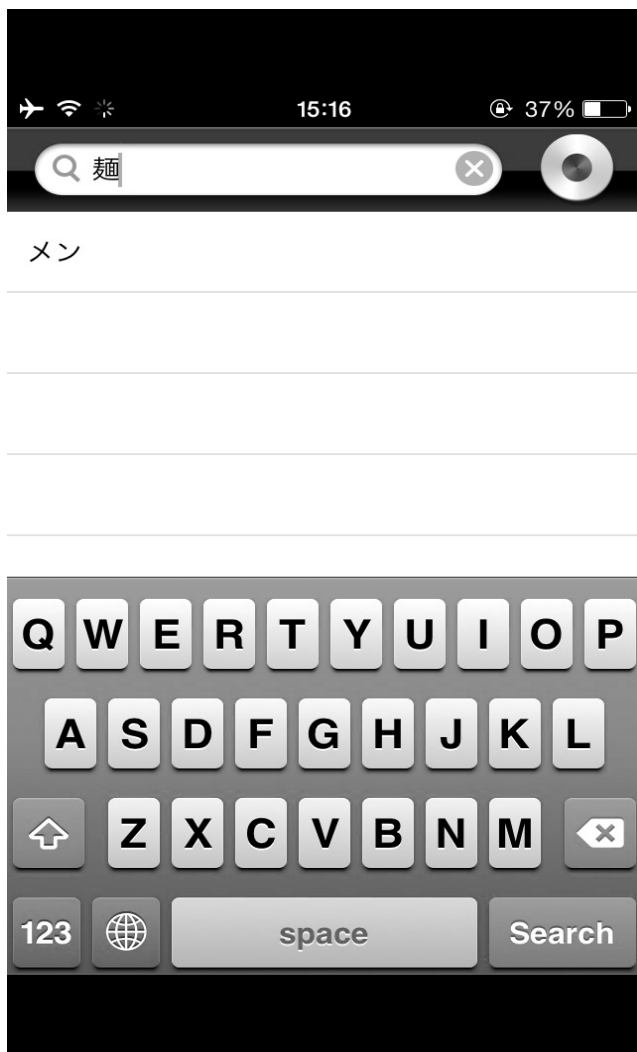 15:16
37%
麺
メン
Q W E R T Y U I O P
A S D F G H J K L
Z X C V B N M
123 space Search